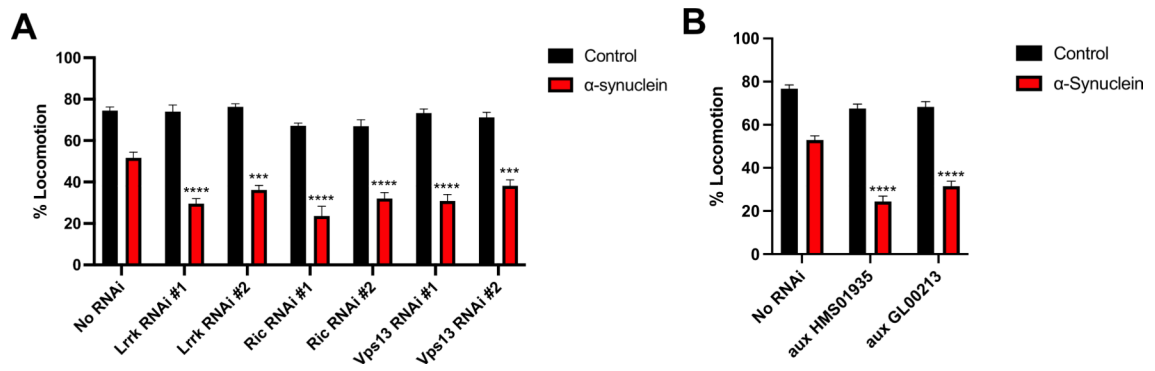 A
% Locomotion
100
80
60
40
20
0
****
***
****
****
****
***
No RNAi
Lrrk RNAi #1
Lrrk RNAi #2
Ric RNAi #1
Ric RNAi #2
Vps13 RNAi #1
Vps13 RNAi #2
Control
α-synuclein
B
% Locomotion
100
80
60
40
20
0
****
****
No RNAi
aux HMS01935
aux GL00213
Control
α-Synuclein